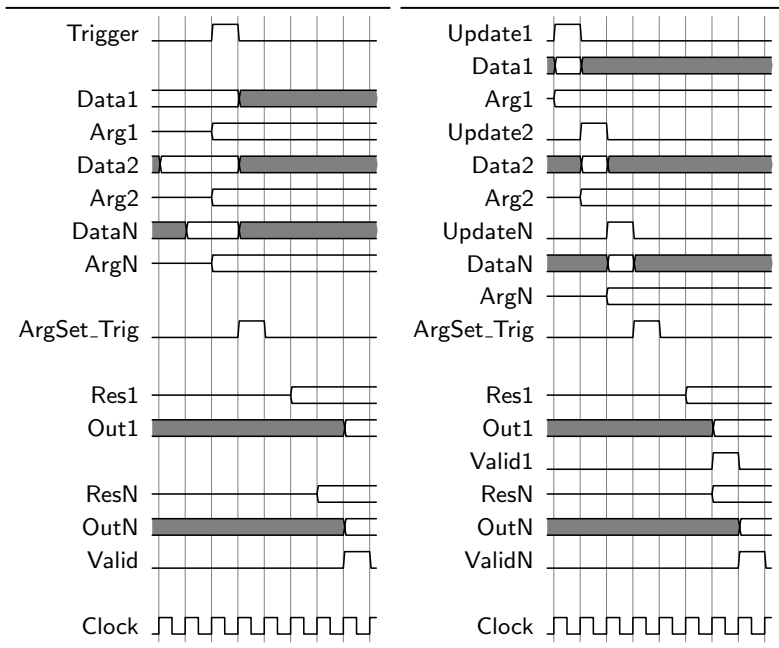 Trigger
Data1
Arg1
Data2
Arg2
DataN
ArgN
ArgSet_Trig
Res1
Out1
ResN
OutN
Valid
Clock
Update1
Data1
Arg1
Update2
Data2
Arg2
UpdateN
DataN
ArgN
ArgSet_Trig
Res1
Out1
Valid1
ResN
OutN
ValidN
Clock